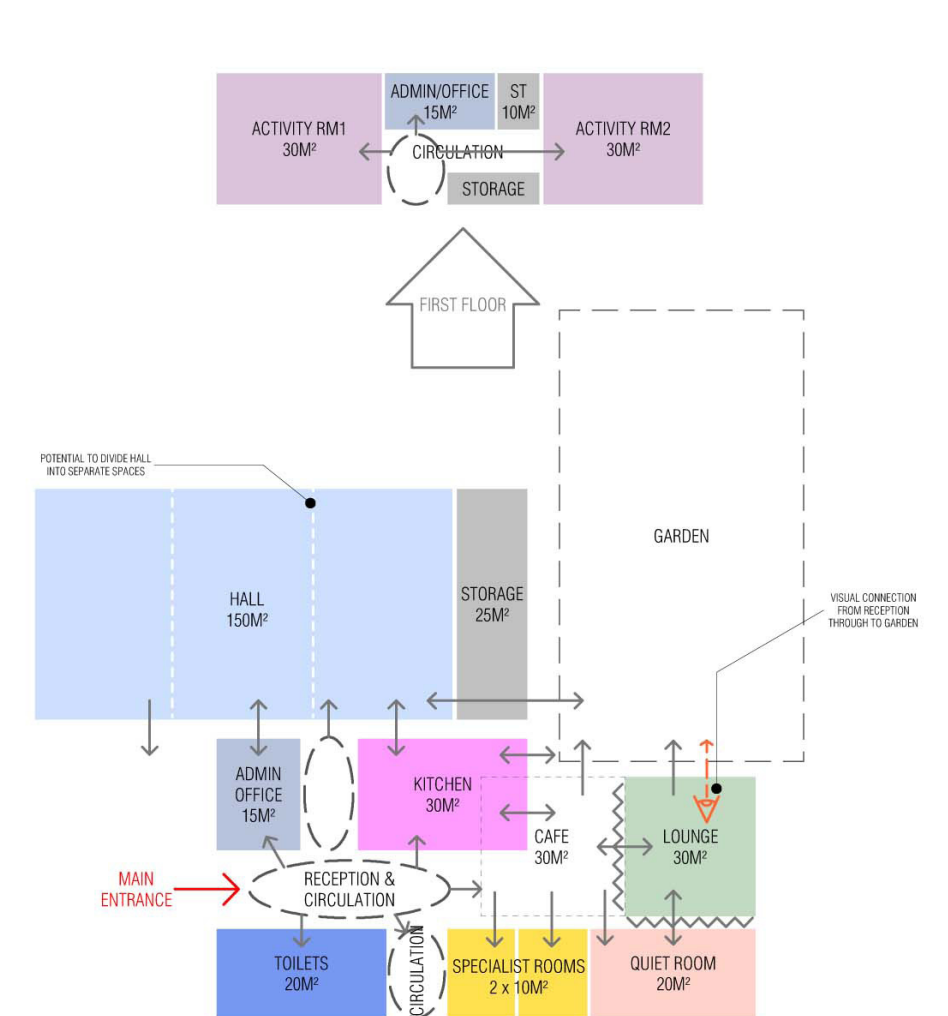 ACTIVITY RM1
30M²
ADMIN/OFFICE
15M²
ST
10M²
ACTIVITY RM2
30M²
CIRCULATION
STORAGE
FIRST FLOOR
POTENTIAL TO DIVIDE HALL
INTO SEPARATE SPACES
GARDEN
HALL
150M²
STORAGE
25M²
VISUAL CONNECTION
FROM RECEPTION
THROUGH TO GARDEN
ADMIN
OFFICE
15M²
KITCHEN
30M²
CAFE
30M²
LOUNGE
30M²
MAIN
ENTRANCE
RECEPTION &
CIRCULATION
TOILETS
20M²
CIRCULATION
SPECIALIST ROOMS
2 x 10M²
QUIET ROOM
20M²